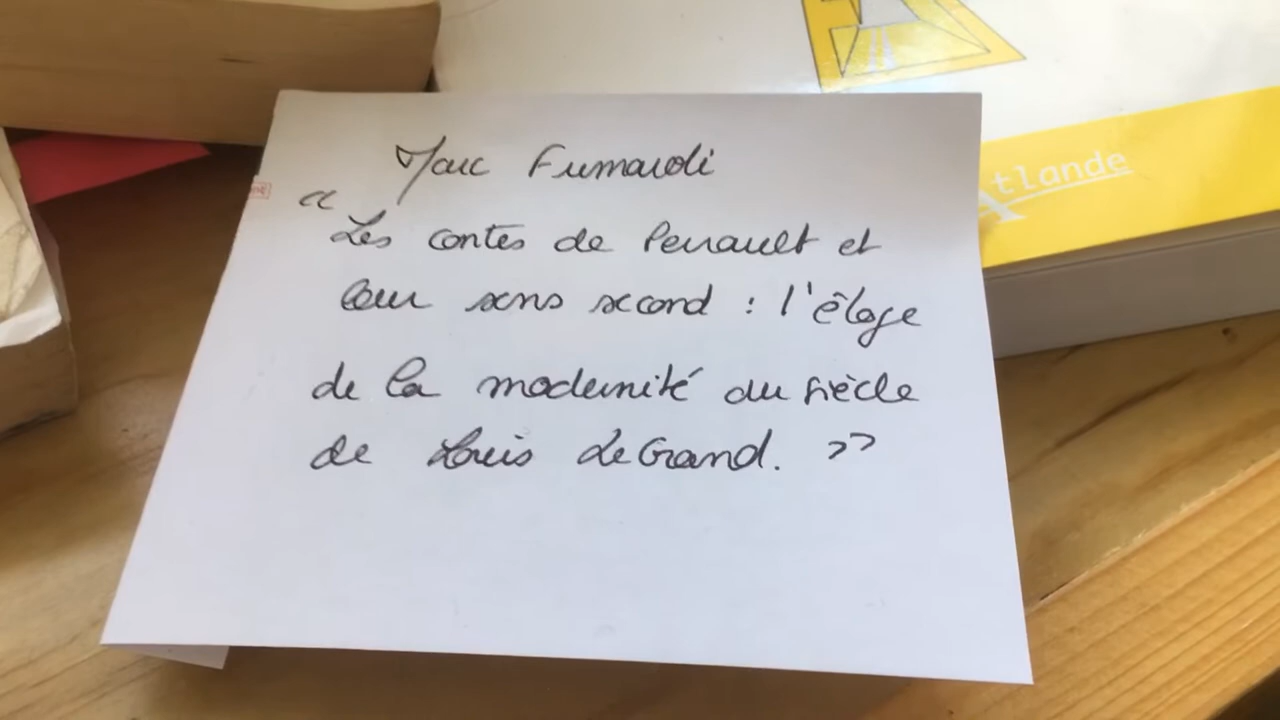 Marc Fumaroli
« Les contes de Perrault et
leur sens second : l'éloge
de la modernité du siècle
de Louis Le Grand. »
Atlande